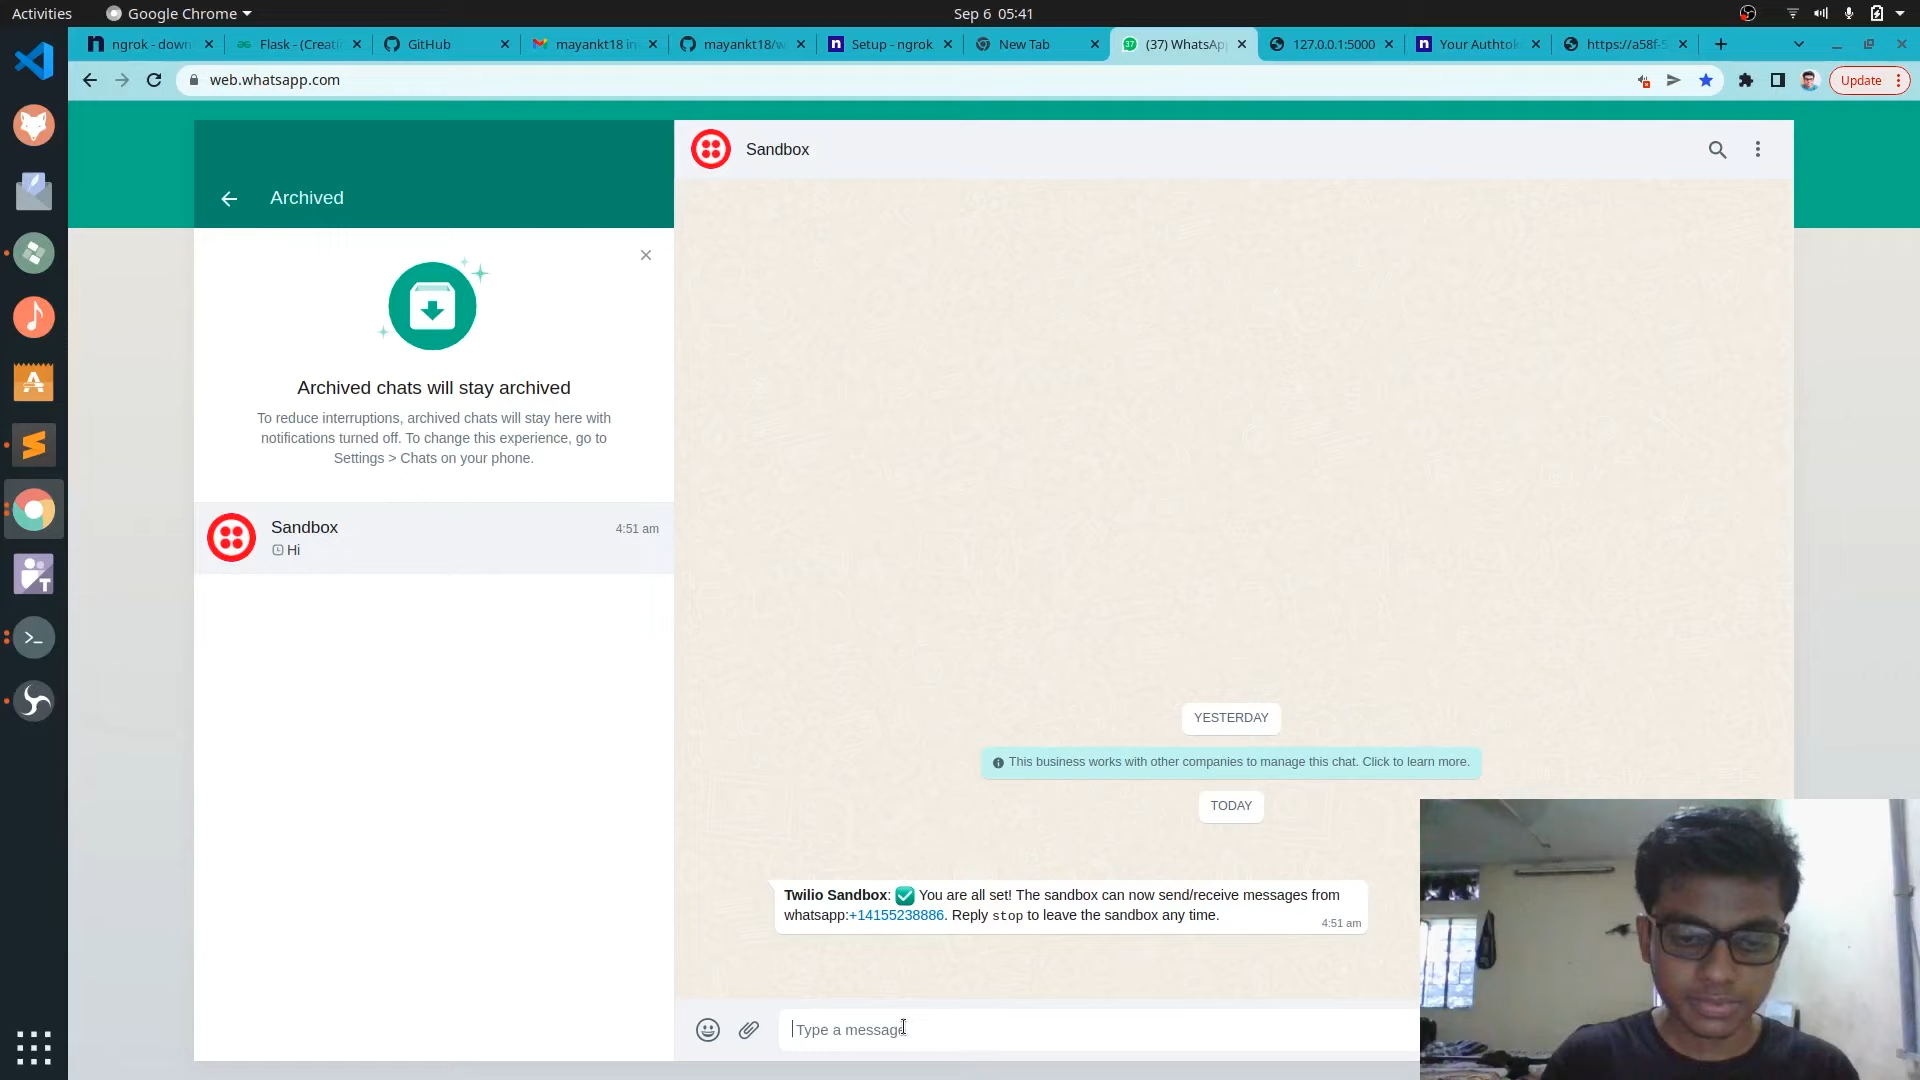 Activities
Google Chrome
Sep 6 05:41
ngrok - down
Flask - (Creati
GitHub
mayankt18 in
mayankt18/w
Setup - ngrok
New Tab
(37) WhatsApp
127.0.0.1:5000
Your Authtok
https://a58f-5
web.whatsapp.com
Update
Archived
Archived chats will stay archived
To reduce interruptions, archived chats will stay here with
notifications turned off. To change this experience, go to
Settings > Chats on your phone.
Sandbox
4:51 am
Hi
Sandbox
YESTERDAY
This business works with other companies to manage this chat. Click to learn more.
TODAY
Twilio Sandbox: ✅ You are all set! The sandbox can now send/receive messages from
whatsapp:+14155238886. Reply stop to leave the sandbox any time.
4:51 am
Type a message